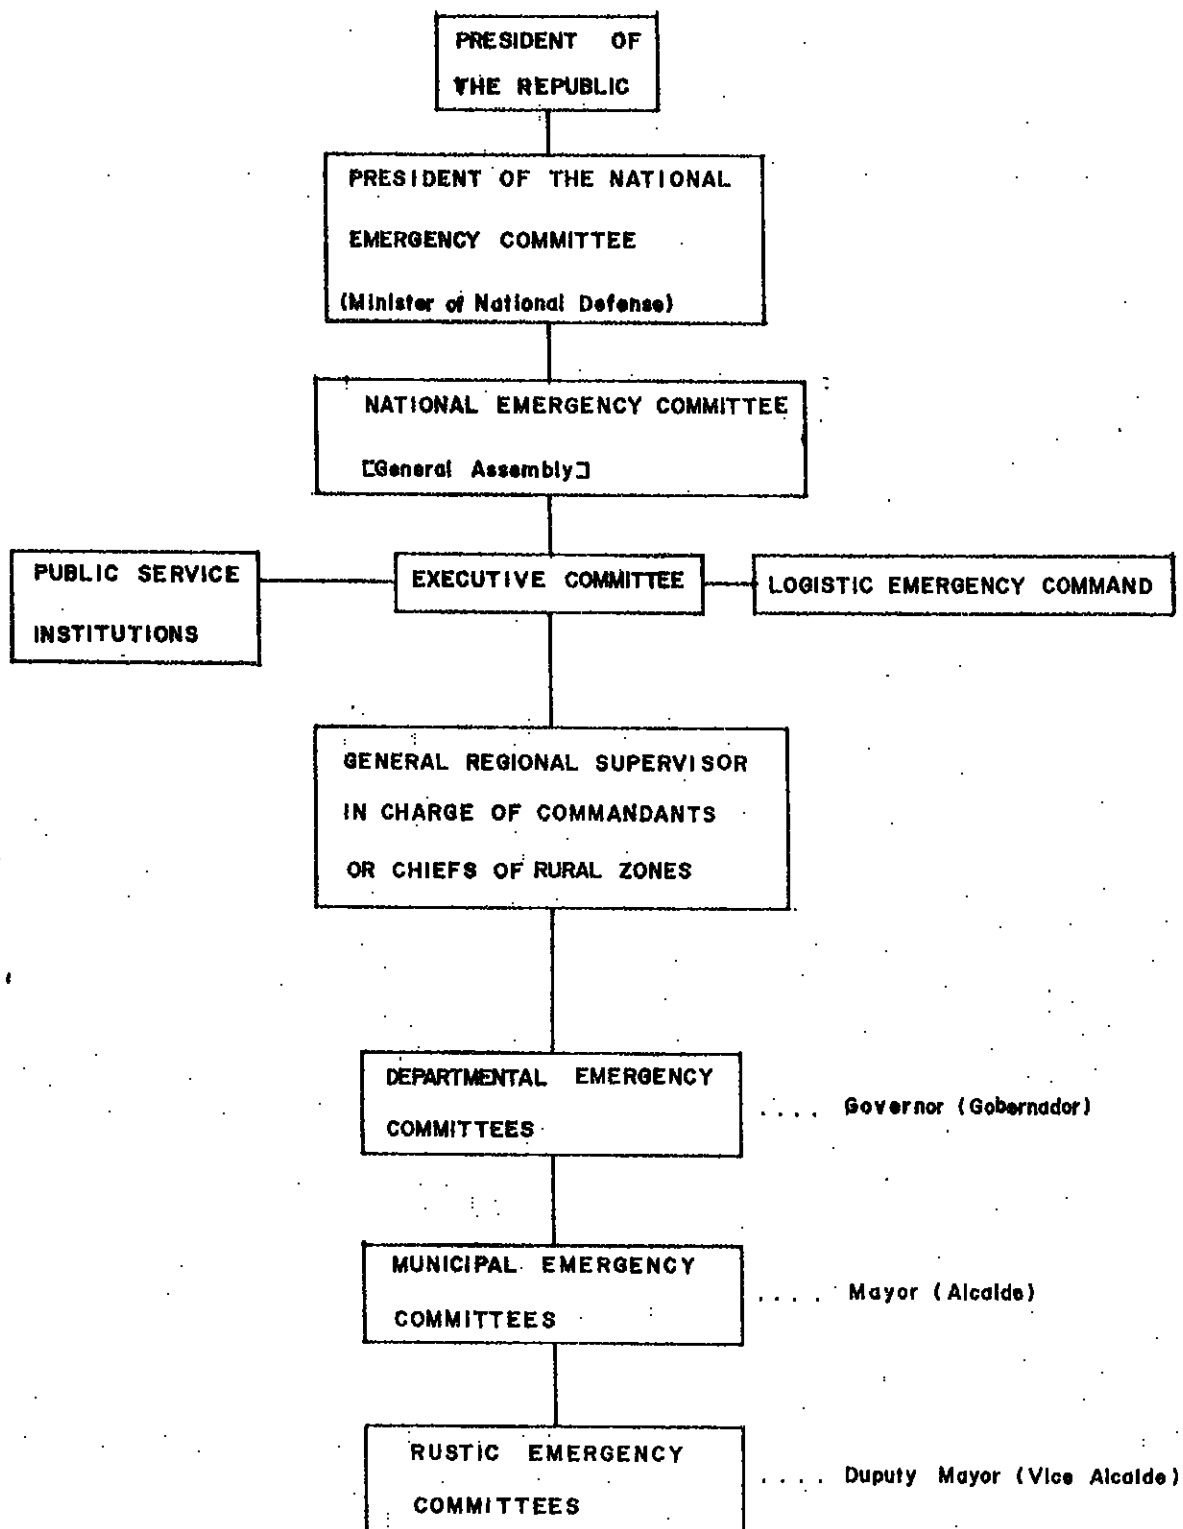 PRESIDENT OF
THE REPUBLIC
PRESIDENT OF THE NATIONAL
EMERGENCY COMMITTEE
(Minister of National Defense)
NATIONAL EMERGENCY COMMITTEE
[General Assembly]
PUBLIC SERVICE
INSTITUTIONS
EXECUTIVE COMMITTEE
LOGISTIC EMERGENCY COMMAND
GENERAL REGIONAL SUPERVISOR
IN CHARGE OF COMMANDANTS
OR CHIEFS OF RURAL ZONES
DEPARTMENTAL EMERGENCY
COMMITTEES
.... Governor (Gobernador)
MUNICIPAL EMERGENCY
COMMITTEES
.... Mayor (Alcalde)
RUSTIC EMERGENCY
COMMITTEES
.... Duputy Mayor (Vice Alcalde)